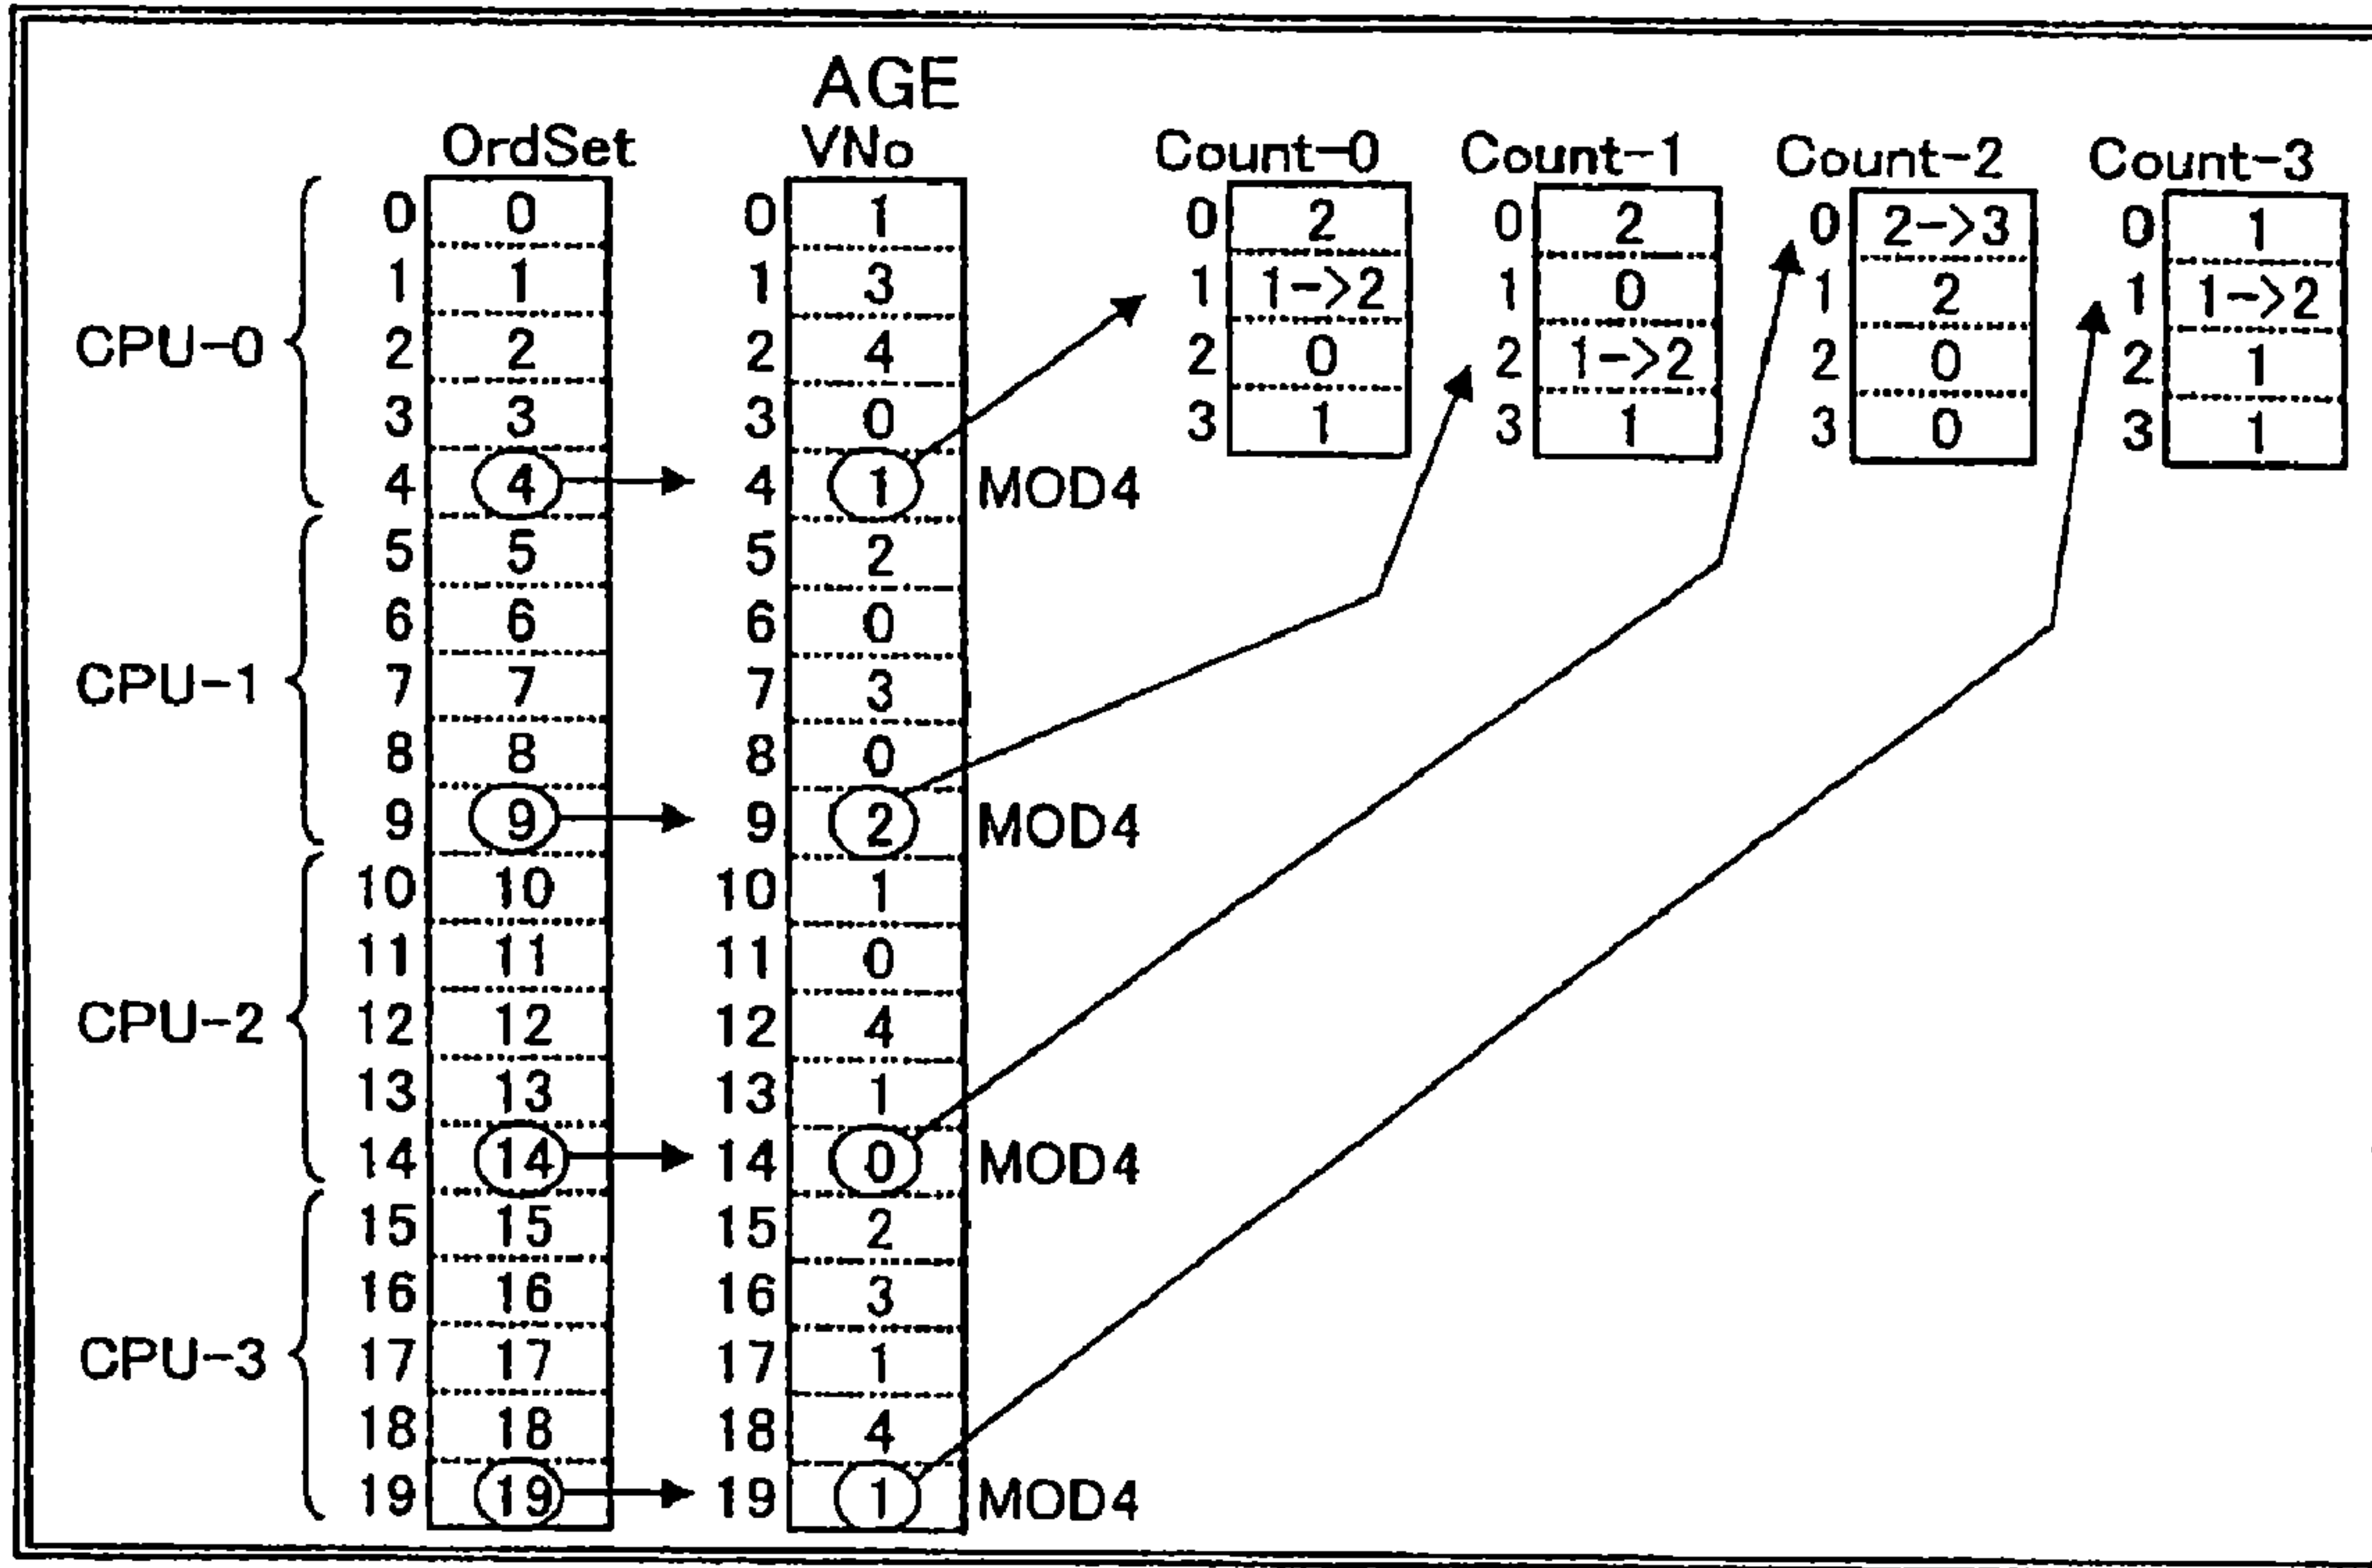 AGE
OrdSet VNo Count-0 Count-1 Count-2 Count-3
0 0 0 1 0 2 0 2 0 2->3 0 1
1 1 1 3 1 1->2 1 0 1 2 1 1->2
CPU-0 2 2 2 4 2 0 2 1->2 2 0 2 1
3 3 3 0 3 1 3 1 3 0 3 1
4 4 4 1 MOD4
5 5 5 2
6 6 6 0
CPU-1 7 7 7 3
8 8 8 0
9 9 9 2 MOD4
10 10 10 1
11 11 11 0
CPU-2 12 12 12 4
13 13 13 1
14 14 14 0 MOD4
15 15 15 2
16 16 16 3
CPU-3 17 17 17 1
18 18 18 4
19 19 19 1 MOD4